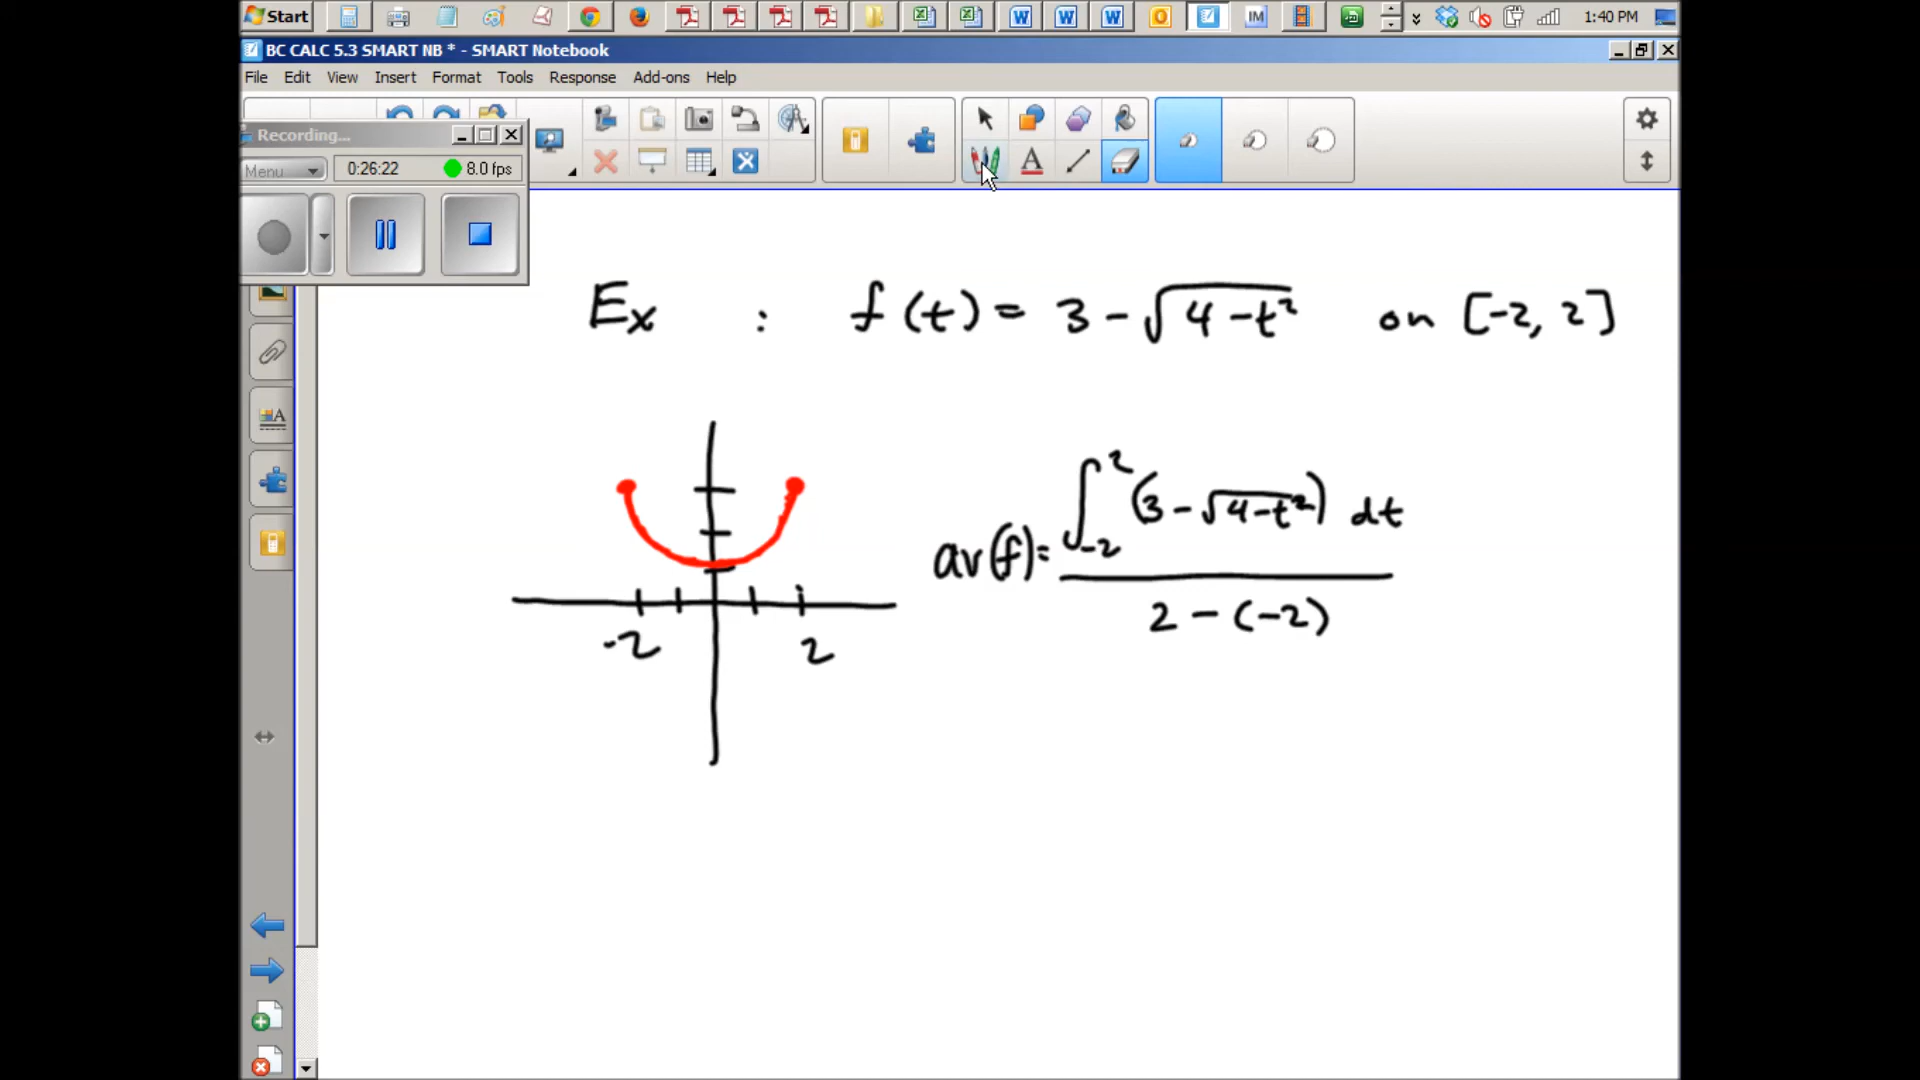 Start
1:40 PM
BC CALC 5.3 SMART NB * - SMART Notebook
File Edit View Insert Format Tools Response Add-ons Help
Recording...
Menu 0:26:22 8.0 fps
Ex : f(t) = 3 - √(4-t²) on [-2, 2]
av(f) = ∫_{-2}^{2} (3 - √(4-t²)) dt / 2 - (-2)
-2 2